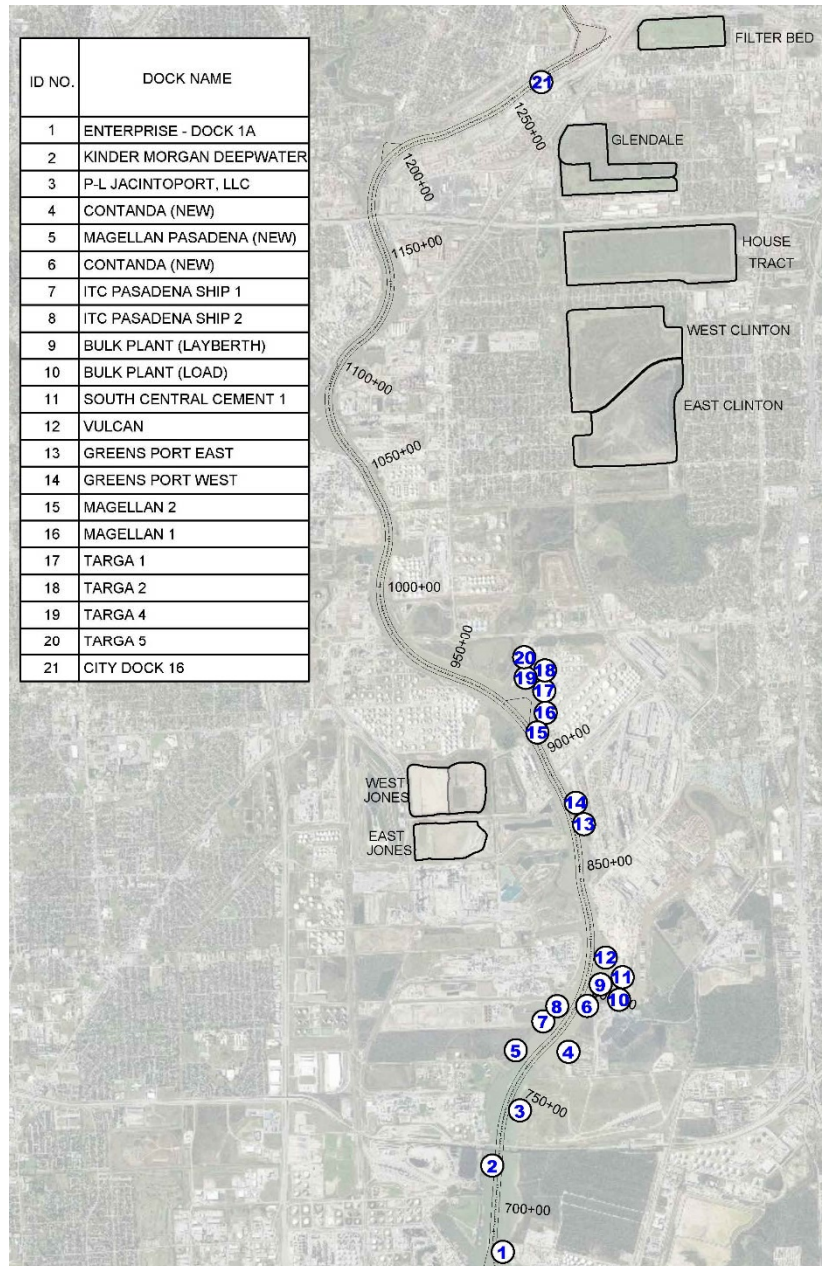 ID NO. DOCK NAME
1 ENTERPRISE - DOCK 1A
2 KINDER MORGAN DEEPWATER
3 P-L JACINTOPORT, LLC
4 CONTANDA (NEW)
5 MAGELLAN PASADENA (NEW)
6 CONTANDA (NEW)
7 ITC PASADENA SHIP 1
8 ITC PASADENA SHIP 2
9 BULK PLANT (LAYBERTH)
10 BULK PLANT (LOAD)
11 SOUTH CENTRAL CEMENT 1
12 VULCAN
13 GREENS PORT EAST
14 GREENS PORT WEST
15 MAGELLAN 2
16 MAGELLAN 1
17 TARGA 1
18 TARGA 2
19 TARGA 4
20 TARGA 5
21 CITY DOCK 16
FILTER BED
21
1250+00
GLENDALE
1200+00
1150+00
HOUSE
TRACT
WEST CLINTON
1100+00
EAST CLINTON
1050+00
1000+00
950+00
20
18
19
17
16
15
900+00
WEST
JONES
14
13
EAST
JONES
850+00
12
11
9
10
8
6
7
5
4
750+00
3
2
700+00
1